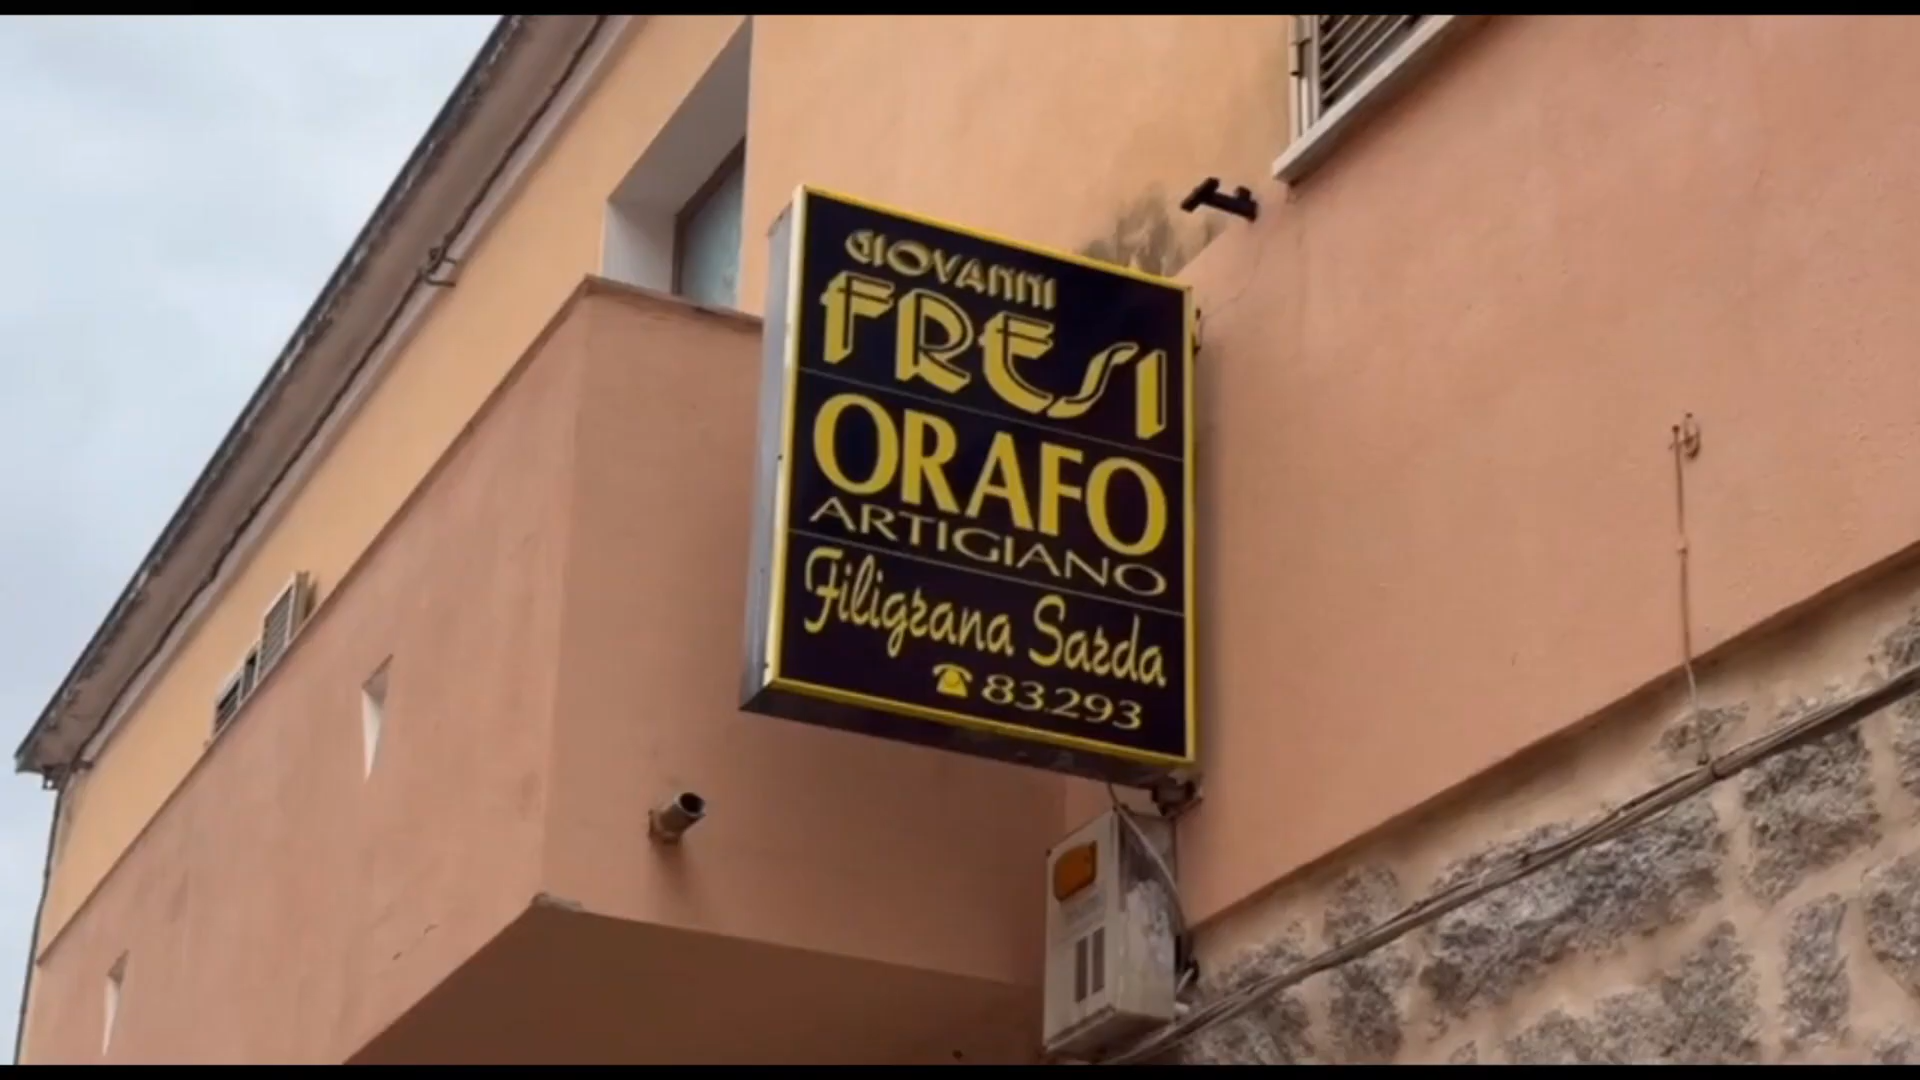 GIOVANNI
FRESI
ORAFO
ARTIGIANO
Filigrana Sarda
☎ 83293